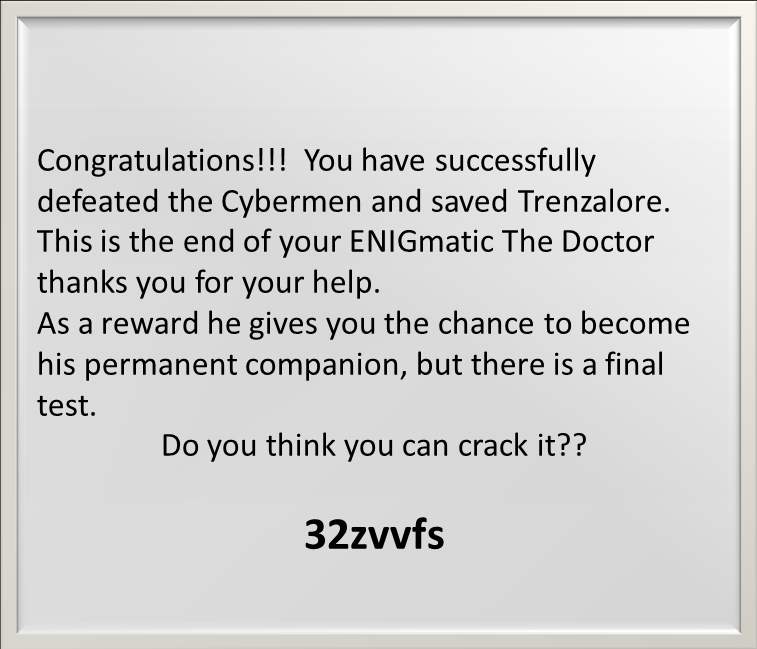 Congratulations!!!  You have successfully
defeated the Cybermen and saved Trenzalore.
This is the end of your ENIGmatic The Doctor
thanks you for your help.
As a reward he gives you the chance to become
his permanent companion, but there is a final
test.
Do you think you can crack it??
32zvvfs